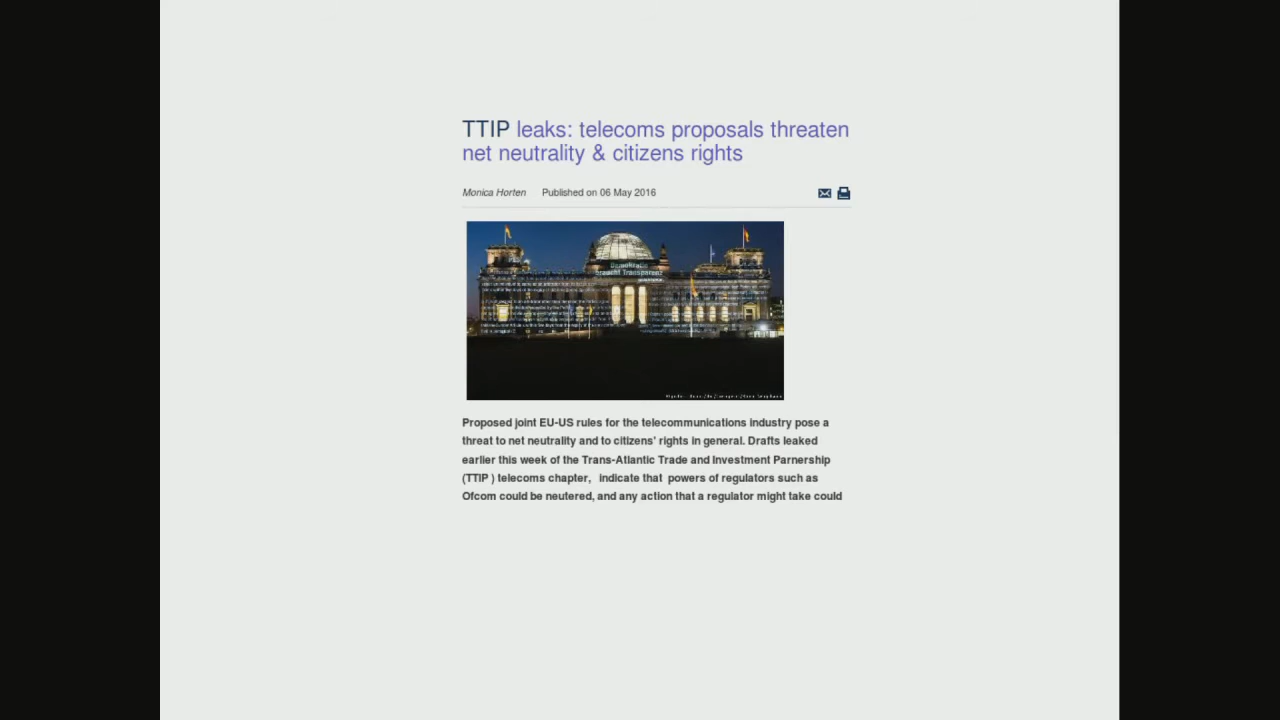 TTIP leaks: telecoms proposals threaten
net neutrality & citizens rights
Monica Horten Published on 06 May 2016
Demokratie
braucht Transparenz
Proposed joint EU-US rules for the telecommunications industry pose a
threat to net neutrality and to citizens' rights in general. Drafts leaked
earlier this week of the Trans-Atlantic Trade and Investment Parnership
(TTIP ) telecoms chapter, indicate that powers of regulators such as
Ofcom could be neutered, and any action that a regulator might take could